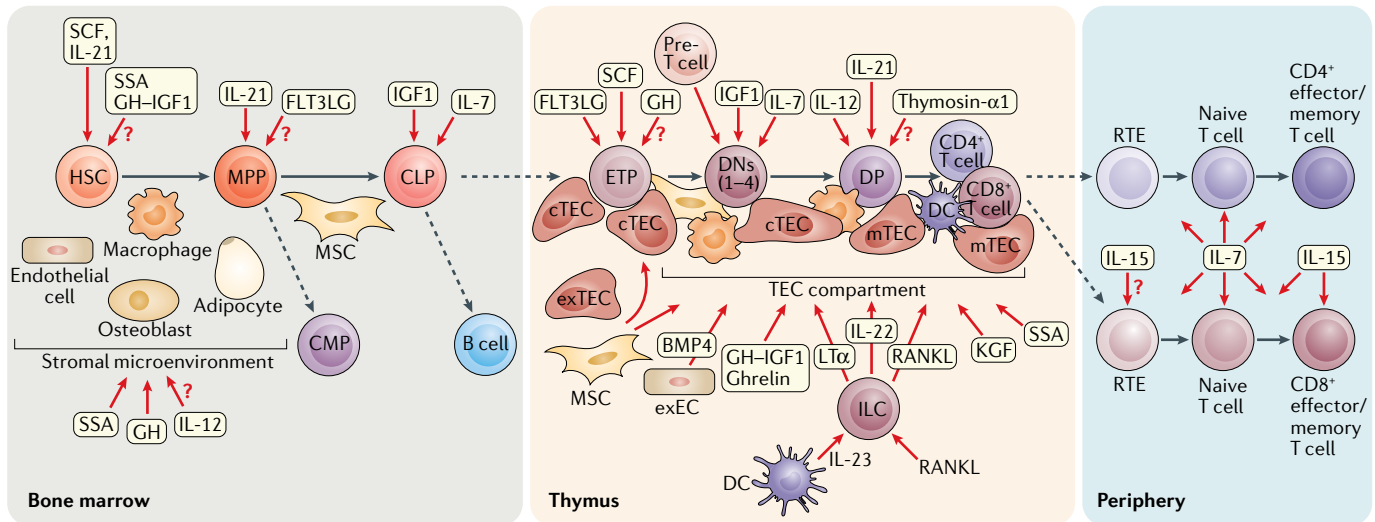 SCF,
IL-21
SSA
GH–IGF1
?
IL-21
FLT3LG
?
IGF1
IL-7
HSC
MPP
CLP
Macrophage
MSC
Endothelial
cell
Adipocyte
Osteoblast
Stromal microenvironment
CMP
B cell
SSA
GH
IL-12
?
Bone marrow
Pre-
T cell
FLT3LG
SCF
GH
?
IGF1
IL-7
IL-12
IL-21
Thymosin-α1
?
ETP
DNs
(1–4)
DP
CD4⁺
T cell
CD8⁺
T cell
DC
cTEC
cTEC
cTEC
mTEC
mTEC
exTEC
TEC compartment
MSC
BMP4
exEC
GH–IGF1
Ghrelin
LTα
IL-22
RANKL
KGF
SSA
ILC
DC
IL-23
RANKL
Thymus
RTE
Naive
T cell
CD4⁺
effector/
memory
T cell
IL-15
?
IL-7
IL-15
RTE
Naive
T cell
CD8⁺
effector/
memory
T cell
Periphery